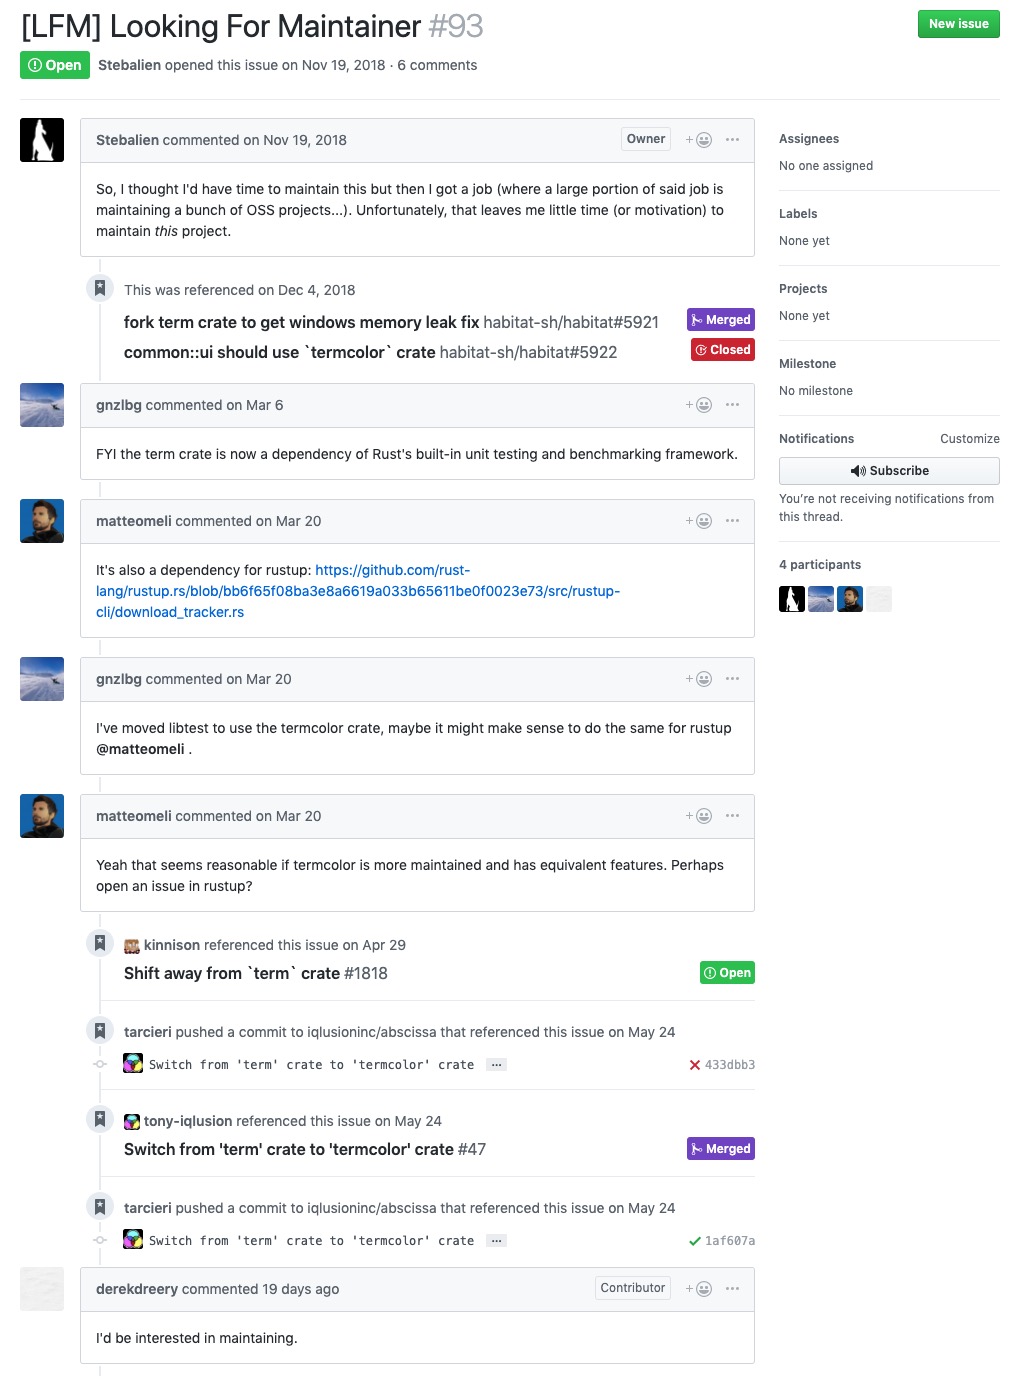 [LFM] Looking For Maintainer #93
New issue
Open
Stebalien opened this issue on Nov 19, 2018 · 6 comments
Stebalien commented on Nov 19, 2018
Owner
So, I thought I'd have time to maintain this but then I got a job (where a large portion of said job is
maintaining a bunch of OSS projects...). Unfortunately, that leaves me little time (or motivation) to
maintain this project.
This was referenced on Dec 4, 2018
fork term crate to get windows memory leak fix habitat-sh/habitat#5921
Merged
common::ui should use `termcolor` crate habitat-sh/habitat#5922
Closed
gnzlbg commented on Mar 6
FYI the term crate is now a dependency of Rust's built-in unit testing and benchmarking framework.
matteomeli commented on Mar 20
It's also a dependency for rustup: https://github.com/rust-
lang/rustup.rs/blob/bb6f65f08ba3e8a6619a033b65611be0f0023e73/src/rustup-
cli/download_tracker.rs
gnzlbg commented on Mar 20
I've moved libtest to use the termcolor crate, maybe it might make sense to do the same for rustup
@matteomeli .
matteomeli commented on Mar 20
Yeah that seems reasonable if termcolor is more maintained and has equivalent features. Perhaps
open an issue in rustup?
kinnison referenced this issue on Apr 29
Shift away from `term` crate #1818
Open
tarcieri pushed a commit to iqlusioninc/abscissa that referenced this issue on May 24
Switch from 'term' crate to 'termcolor' crate
433dbb3
tony-iqlusion referenced this issue on May 24
Switch from 'term' crate to 'termcolor' crate #47
Merged
tarcieri pushed a commit to iqlusioninc/abscissa that referenced this issue on May 24
Switch from 'term' crate to 'termcolor' crate
1af607a
derekdreery commented 19 days ago
Contributor
I'd be interested in maintaining.
Assignees
No one assigned
Labels
None yet
Projects
None yet
Milestone
No milestone
Notifications
Customize
Subscribe
You're not receiving notifications from
this thread.
4 participants